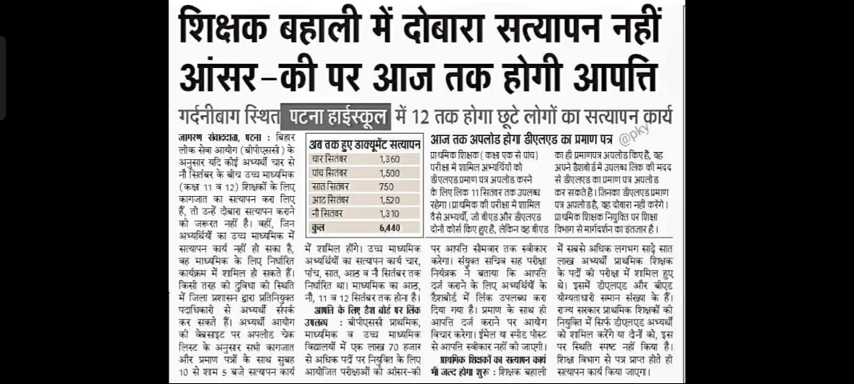 शिक्षक बहाली में दोबारा सत्यापन नहीं
आंसर-की पर आज तक होगी आपत्ति
गर्दनीबाग स्थित पटना हाईस्कूल में 12 तक होगा छूटे लोगों का सत्यापन कार्य
@pky
जागरण संवाददाता, पटना : बिहार
लोक सेवा आयोग (बीपीएससी) के
अनुसार यदि कोई अभ्यर्थी चार से
नौ सितंबर के बीच उच्च माध्यमिक
(कक्षा 11 व 12) शिक्षकों के लिए
कागजात का सत्यापन करा लिए
हैं, तो उन्हें दोबारा सत्यापन कराने
की जरूरत नहीं है। वहीं, जिन
अभ्यर्थियों का उच्च माध्यमिक में
सत्यापन कार्य नहीं हो सका है,
वह माध्यमिक के लिए निर्धारित
कार्यक्रम में शामिल हो सकते हैं।
किसी तरह की दुविधा की स्थिति
में जिला प्रशासन द्वारा प्रतिनियुक्त
पदाधिकारी से अभ्यर्थी संपर्क
कर सकते हैं। अभ्यर्थी आयोग
की वेबसाइट पर अपलोड चेक
लिस्ट के अनुसार सभी कागजात
और प्रमाण पत्रों के साथ सुबह
10 से शाम 5 बजे सत्यापन कार्य
अब तक हुए डाक्यूमेंट सत्यापन
चार सितंबर 1,360
पांच सितंबर 1,500
सात सितंबर 750
आठ सितंबर 1,520
नौ सितंबर 1,310
कुल 6,440
में शामिल होंगे। उच्च माध्यमिक
अभ्यर्थियों का सत्यापन कार्य चार,
पांच, सात, आठ व नौ सितंबर तक
निर्धारित था। माध्यमिक का आठ,
नौ, 11 व 12 सितंबर तक होना है।
आपत्ति के लिए डैश बोर्ड पर लिंक
उपलब्ध : बीपीएससी प्राथमिक,
माध्यमिक व उच्च माध्यमिक
विद्यालयों में एक लाख 70 हजार
से अधिक पदों पर नियुक्ति के लिए
आयोजित परीक्षाओं की आंसर-की
आज तक अपलोड होगा डीएलएड का प्रमाण पत्र
प्राथमिक शिक्षक (कक्षा एक से पांच)
परीक्षा में शामिल अभ्यर्थियों को
डीएलएड प्रमाण पत्र अपलोड करने
के लिए लिंक 11 सितंबर तक उपलब्ध
रहेगा। प्राथमिक की परीक्षा में शामिल
वैसे अभ्यर्थी, जो बीएड और डीएलएड
दोनों कोर्स किए हुए हैं, लेकिन वह बीएड
का ही प्रमाणपत्र अपलोड किए हैं, वह
अपने डैशबोर्ड में उपलब्ध लिंक की मदद
से डीएलएड का प्रमाण पत्र अपलोड
कर सकते है। जिनका डीएलएड प्रमाण
पत्र अपलोड है, वह दोबारा नहीं करेंगे।
प्राथमिक शिक्षक नियुक्ति पर शिक्षा
विभाग से मार्गदर्शन का इंतजार है।
पर आपत्ति सोमवार तक स्वीकार
करेगा। संयुक्त सचिव सह परीक्षा
नियंत्रक ने बताया कि आपत्ति
दर्ज कराने के लिए अभ्यर्थियों के
डैशबोर्ड में लिंक उपलब्ध करा
दिया गया है। प्रमाण के साथ ही
आपत्ति दर्ज कराने पर आयोग
विचार करेगा। ईमेल या स्पीड पोस्ट
से आपत्ति स्वीकार नहीं की जाएगी।
प्राथमिक शिक्षकों का सत्यापन कार्य
भी जल्द होगा शुरू : शिक्षक बहाली
में सबसे अधिक लगभग साढ़े सात
लाख अभ्यर्थी प्राथमिक शिक्षक
के पदों की परीक्षा में शामिल हुए
थे। इसमें डीएलएड और बीएड
योग्यताधारी समान संख्या के हैं।
राज्य सरकार प्राथमिक शिक्षकों की
नियुक्ति में सिर्फ डीएलएड अभ्यर्थी
को शामिल करेंगे या दोनों को, इस
पर स्थिति स्पष्ट नहीं किया है।
शिक्षा विभाग से पत्र प्राप्त होते ही
सत्यापन कार्य किया जाएगा।